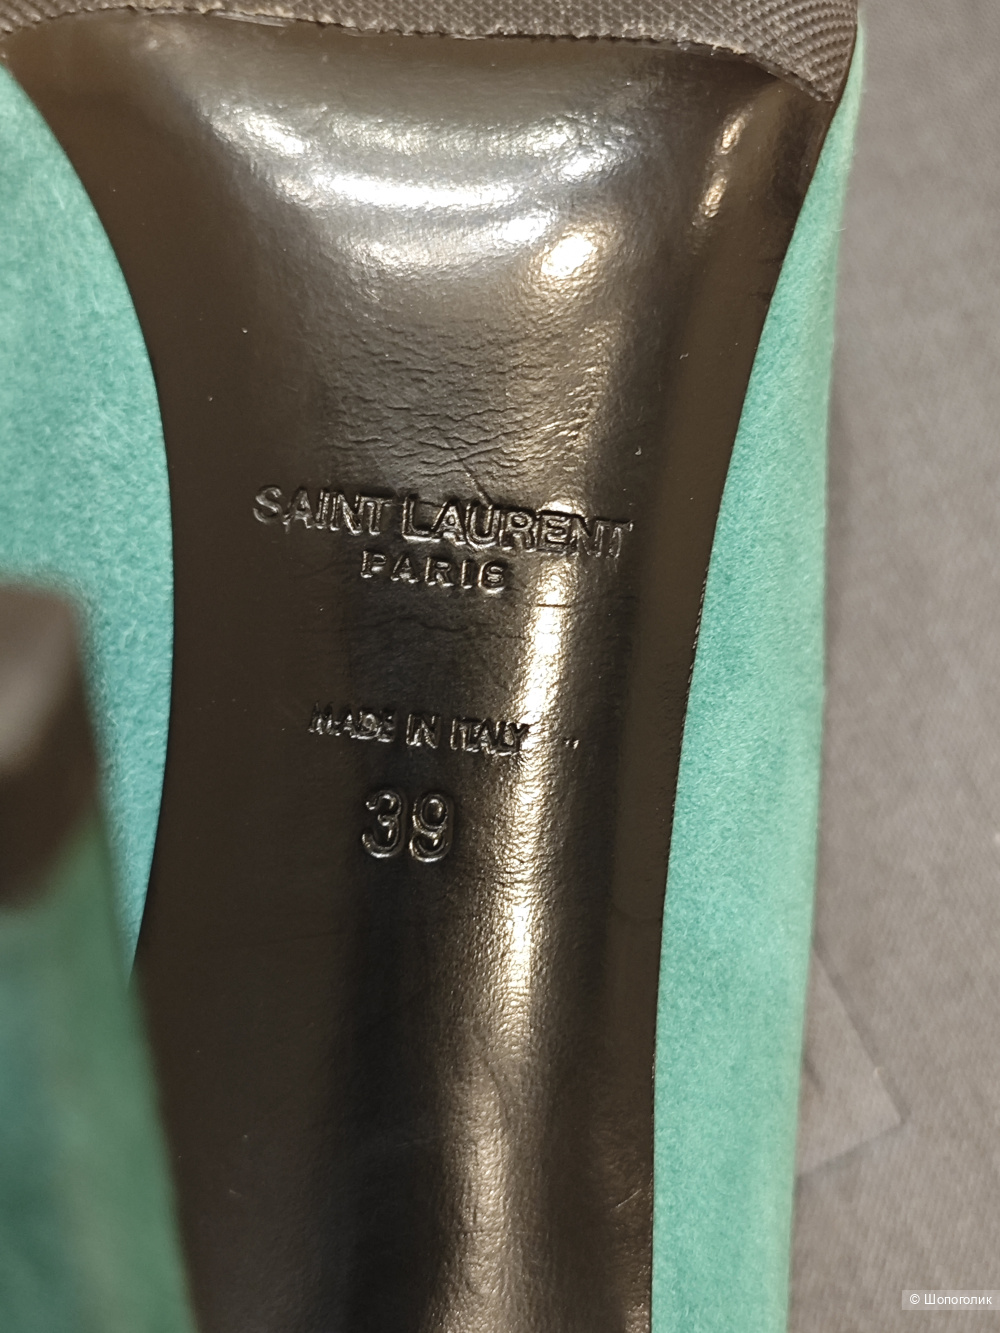 SAINT LAURENT
PARIS
MADE IN ITALY
39
© Шопоголик